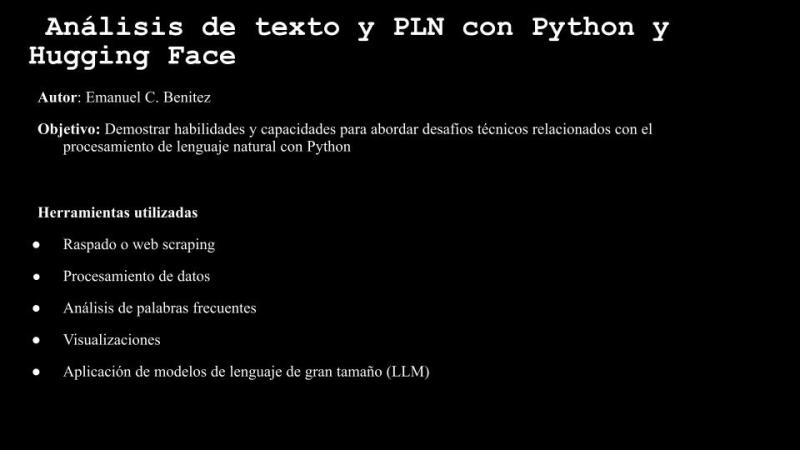 Análisis de texto y PLN con Python y
Hugging Face
Autor: Emanuel C. Benitez
Objetivo: Demostrar habilidades y capacidades para abordar desafíos técnicos relacionados con el
procesamiento de lenguaje natural con Python
Herramientas utilizadas
● Raspado o web scraping
● Procesamiento de datos
● Análisis de palabras frecuentes
● Visualizaciones
● Aplicación de modelos de lenguaje de gran tamaño (LLM)